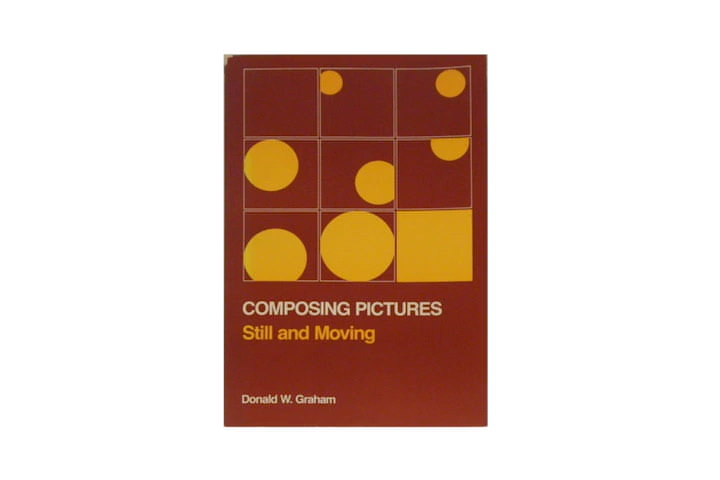 COMPOSING PICTURES
Still and Moving
Donald W. Graham